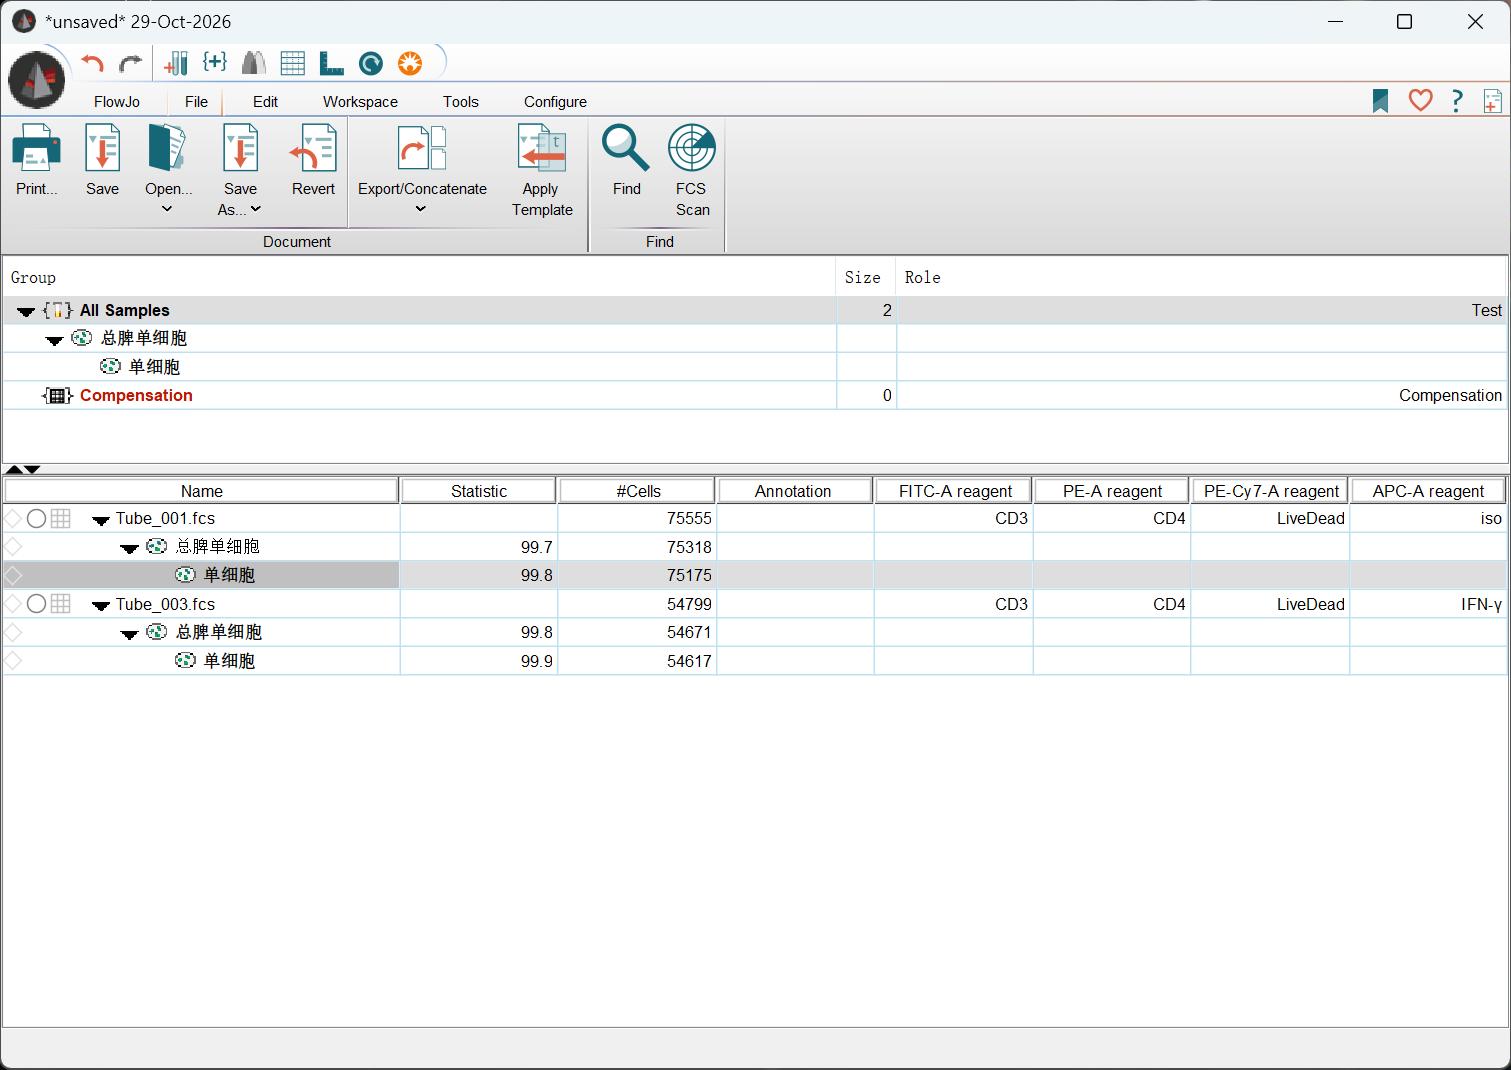 *unsaved* 29-Oct-2026
FlowJo File Edit Workspace Tools Configure
Print... Save Open... Save As... Revert Export/Concatenate Apply Template Find FCS Scan
Document Find
Group Size Role
All Samples 2 Test
总脾单细胞
单细胞
Compensation 0 Compensation
Name Statistic #Cells Annotation FITC-A reagent PE-A reagent PE-Cy7-A reagent APC-A reagent
Tube_001.fcs 75555 CD3 CD4 LiveDead iso
总脾单细胞 99.7 75318
单细胞 99.8 75175
Tube_003.fcs 54799 CD3 CD4 LiveDead IFN-γ
总脾单细胞 99.8 54671
单细胞 99.9 54617